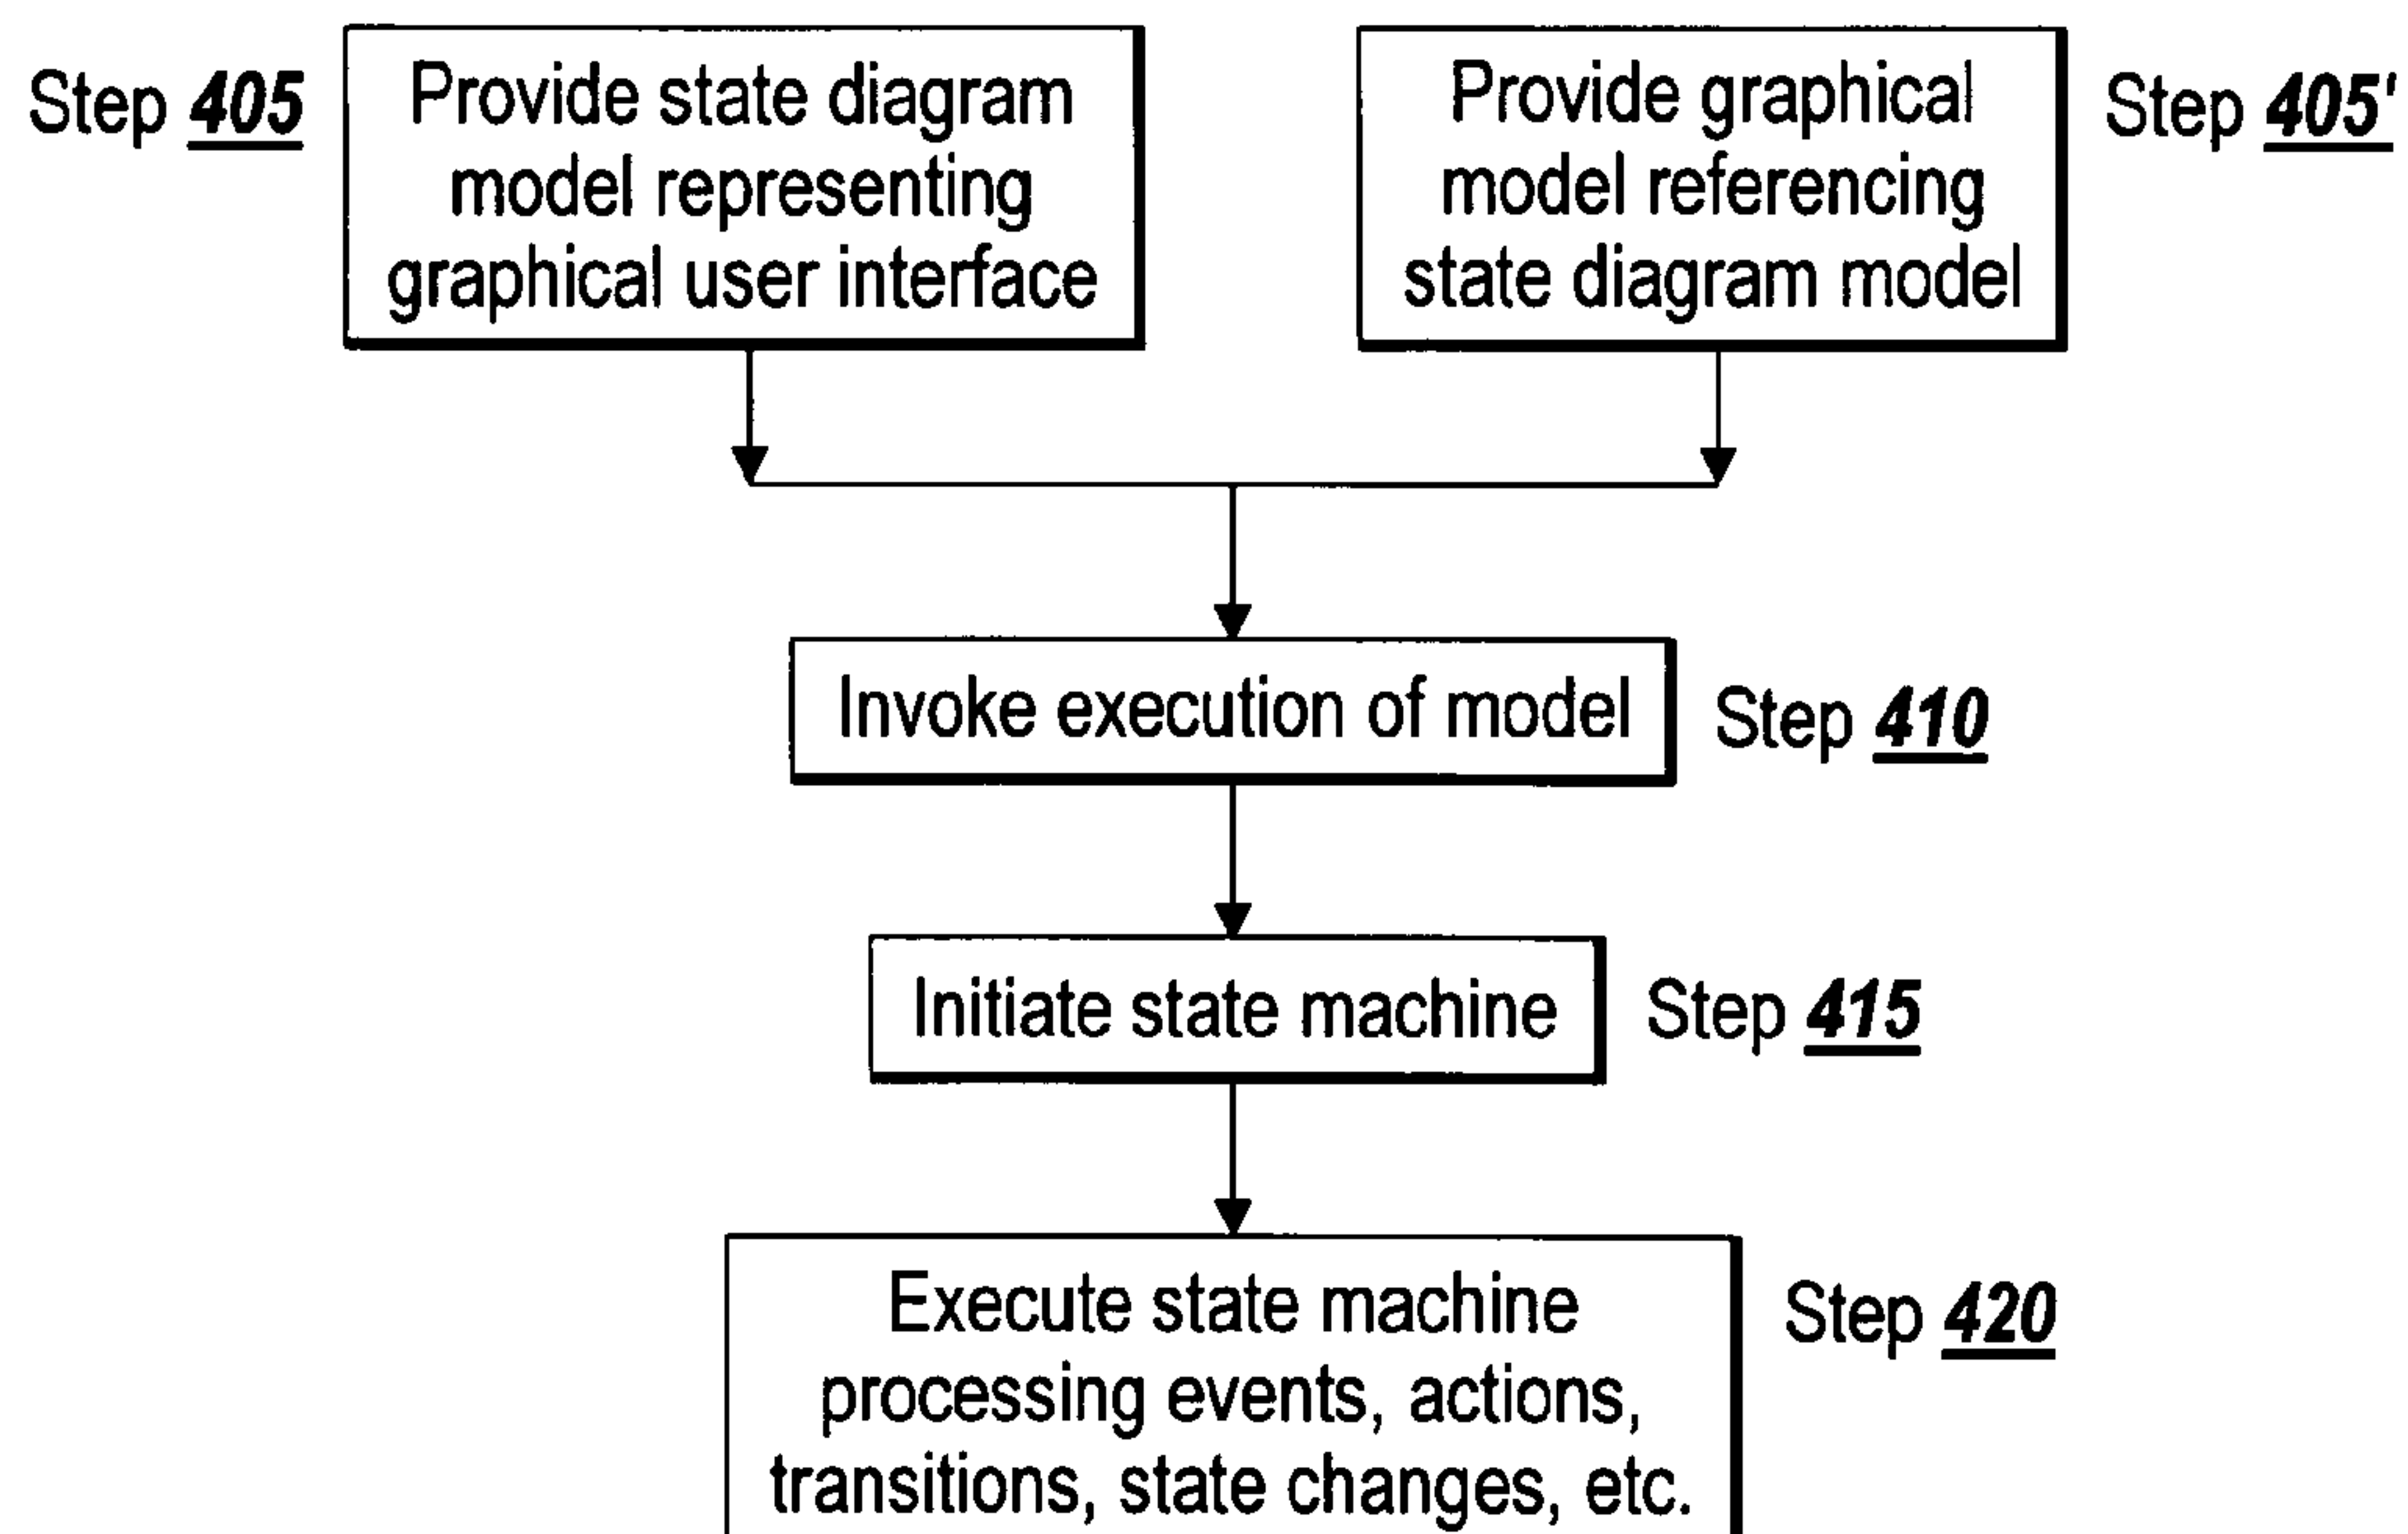 Step 405
Provide state diagram
model representing
graphical user interface
Provide graphical
model referencing
state diagram model
Step 405'
Invoke execution of model
Step 410
Initiate state machine
Step 415
Execute state machine
processing events, actions,
transitions, state changes, etc.
Step 420